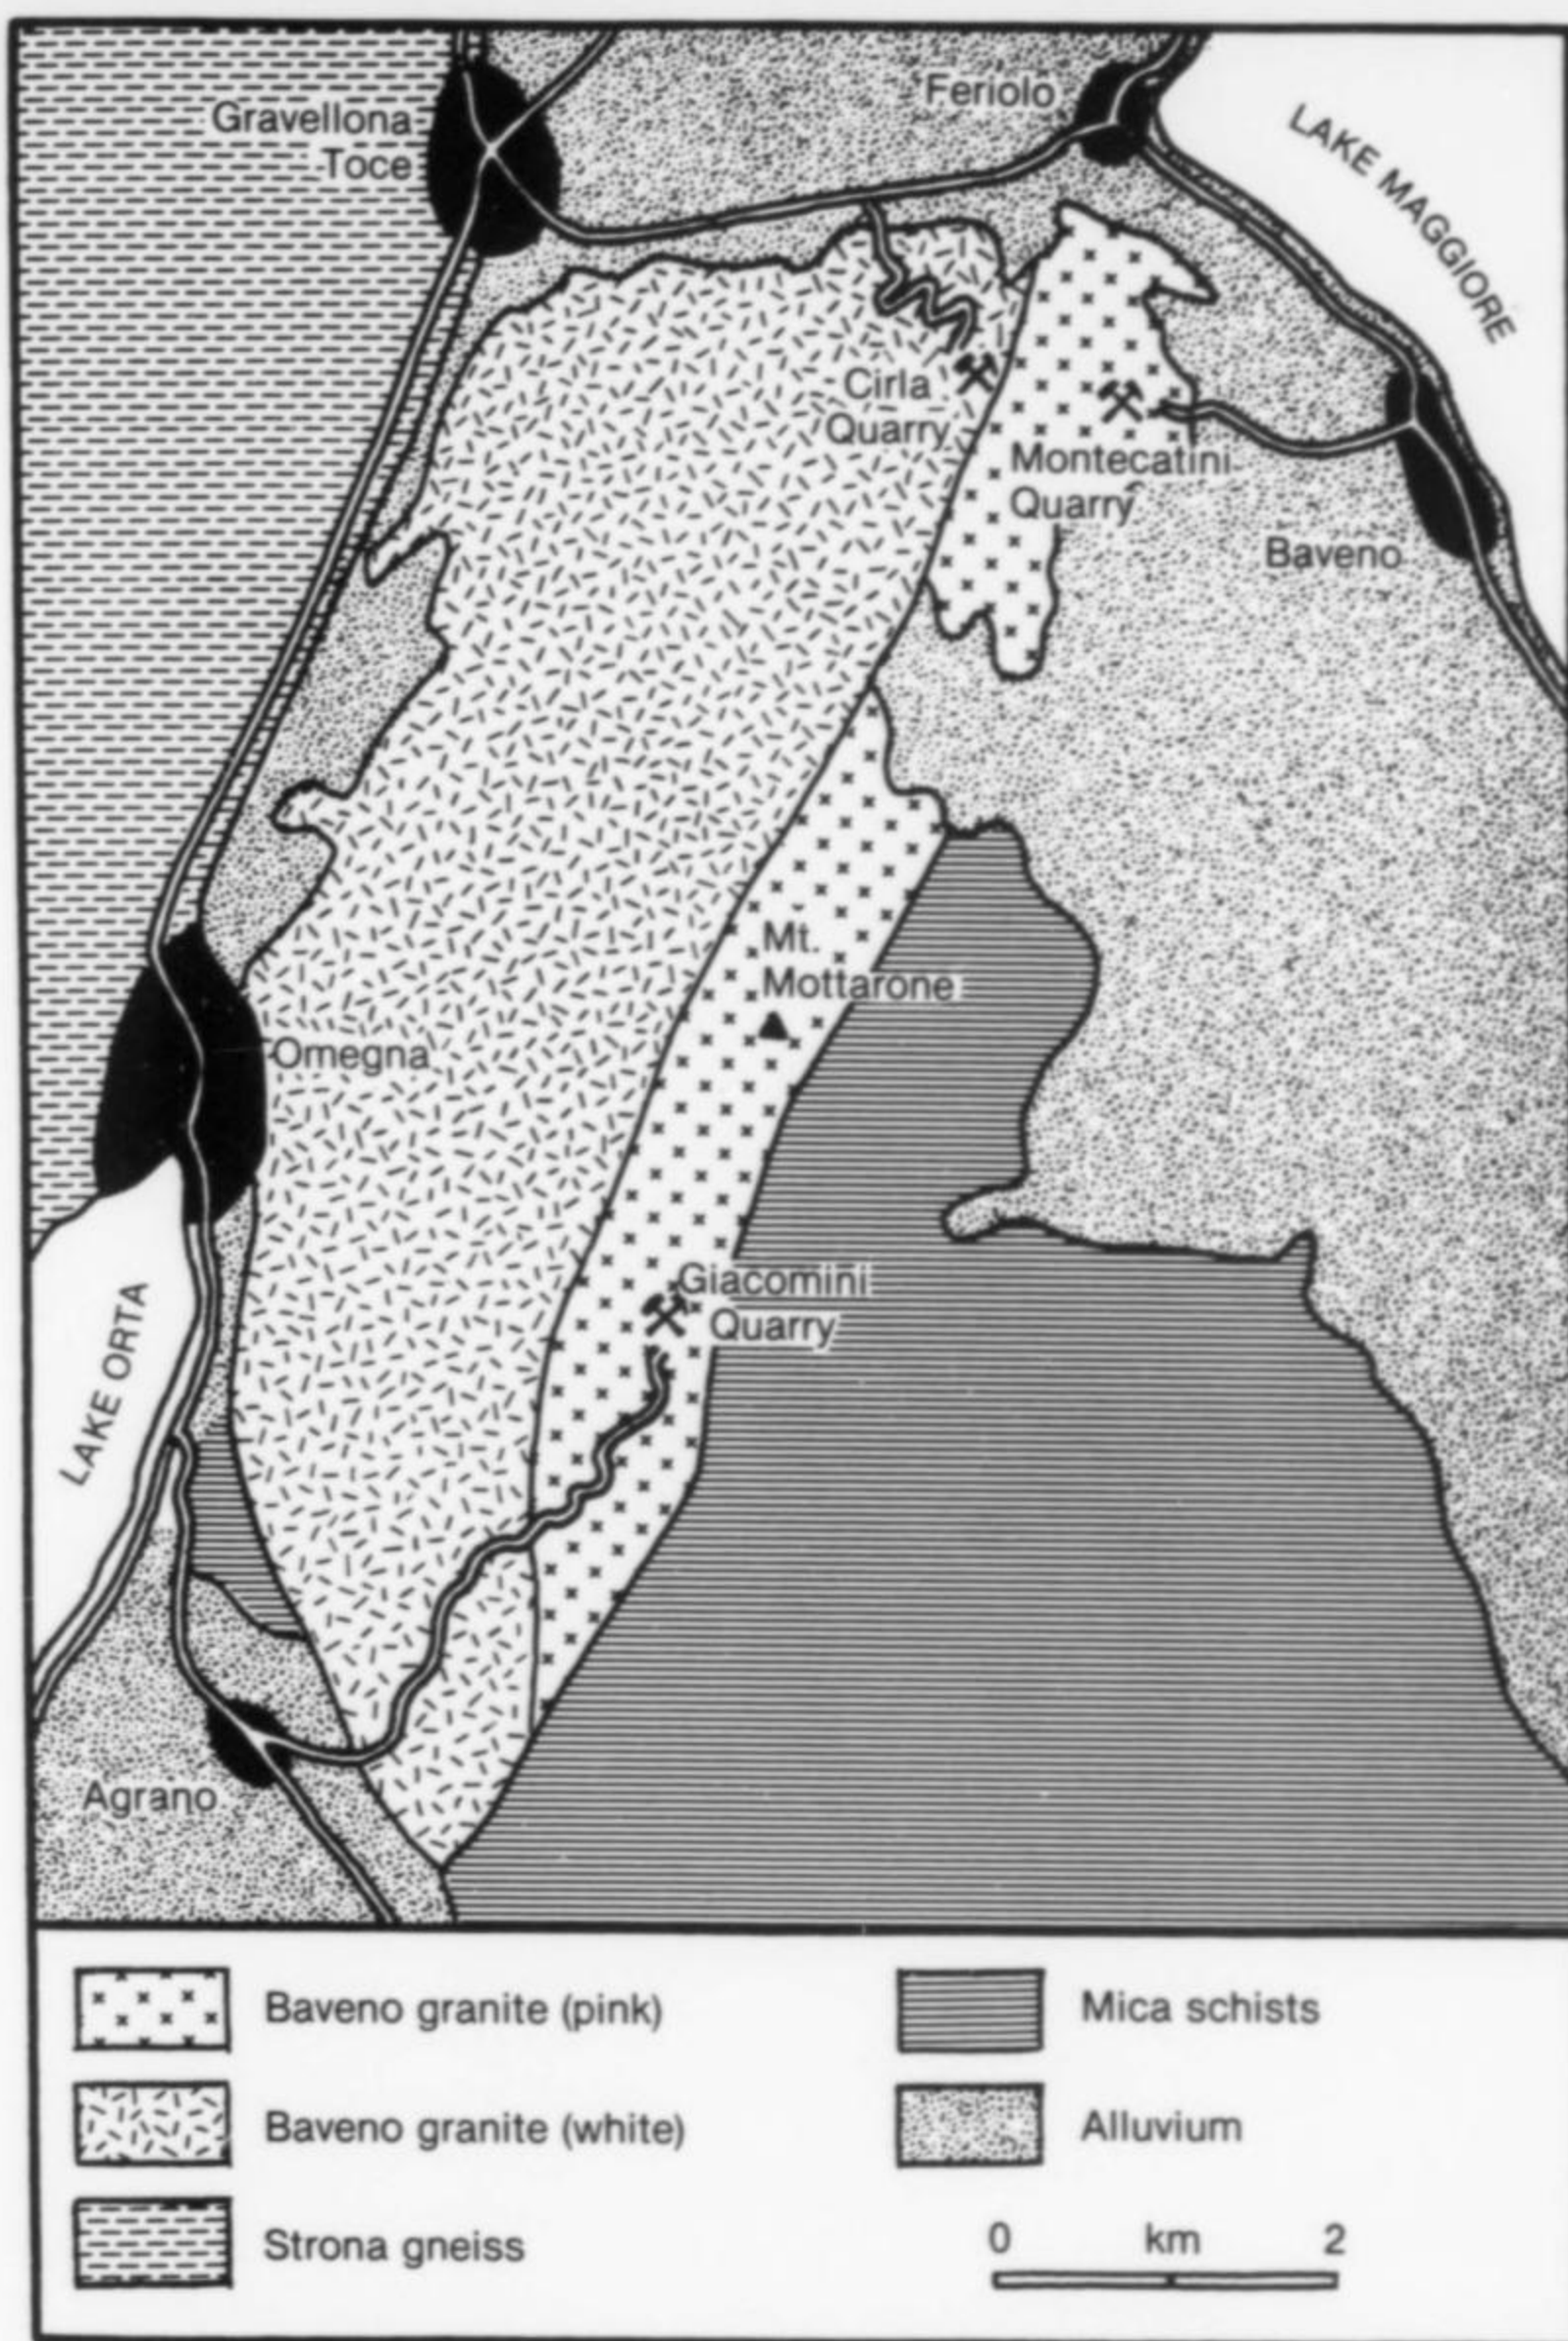 Gravellona
Toce
Feriolo
LAKE MAGGIORE
Cirla
Quarry
Montecatini
Quarry
Baveno
Mt.
Mottarone
Omegna
Giacomini
Quarry
LAKE ORTA
Agrano
Baveno granite (pink)
Mica schists
Baveno granite (white)
Alluvium
Strona gneiss
0 km 2